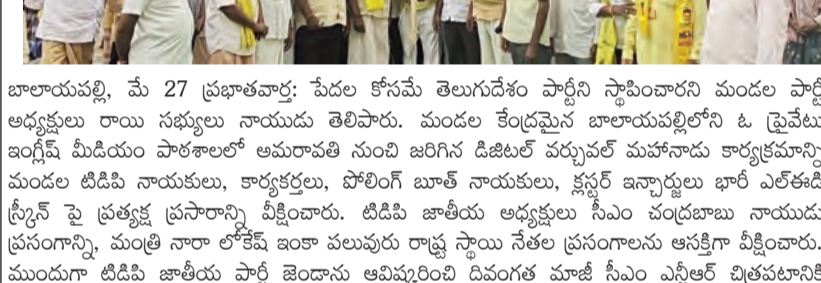 బాలాయపల్లి, మే 27 ప్రభాతవార్త: పేదల కోసమే తెలుగుదేశం పార్టీని స్థాపించారని మండల పార్టీ
అధ్యక్షులు రాయి సభ్యులు నాయుడు తెలిపారు. మండల కేంద్రమైన బాలాయపల్లిలోని ఓ ప్రైవేటు
ఇంగ్లీష్ మీడియం పాఠశాలలో అమరావతి నుంచి జరిగిన డిజిటల్ వర్చువల్ మహానాడు కార్యక్రమాన్ని
మండల టిడిపి నాయకులు, కార్యకర్తలు, పోలింగ్ బూత్ నాయకులు, క్లస్టర్ ఇన్చార్జులు భారీ ఎల్ఈడి
స్క్రీన్ పై ప్రత్యక్ష ప్రసారాన్ని వీక్షించారు. టిడిపి జాతీయ అధ్యక్షులు సీఎం చంద్రబాబు నాయుడు
ప్రసంగాన్ని, మంత్రి నారా లోకేష్ ఇంకా పలువురు రాష్ట్ర స్థాయి నేతల ప్రసంగాలను ఆసక్తిగా వీక్షించారు.
ముందుగా టిడిపి జాతీయ పార్టీ జెండాను ఆవిష్కరించి దివంగత మాజీ సీఎం ఎన్టీఆర్ చిత్రపటానికి